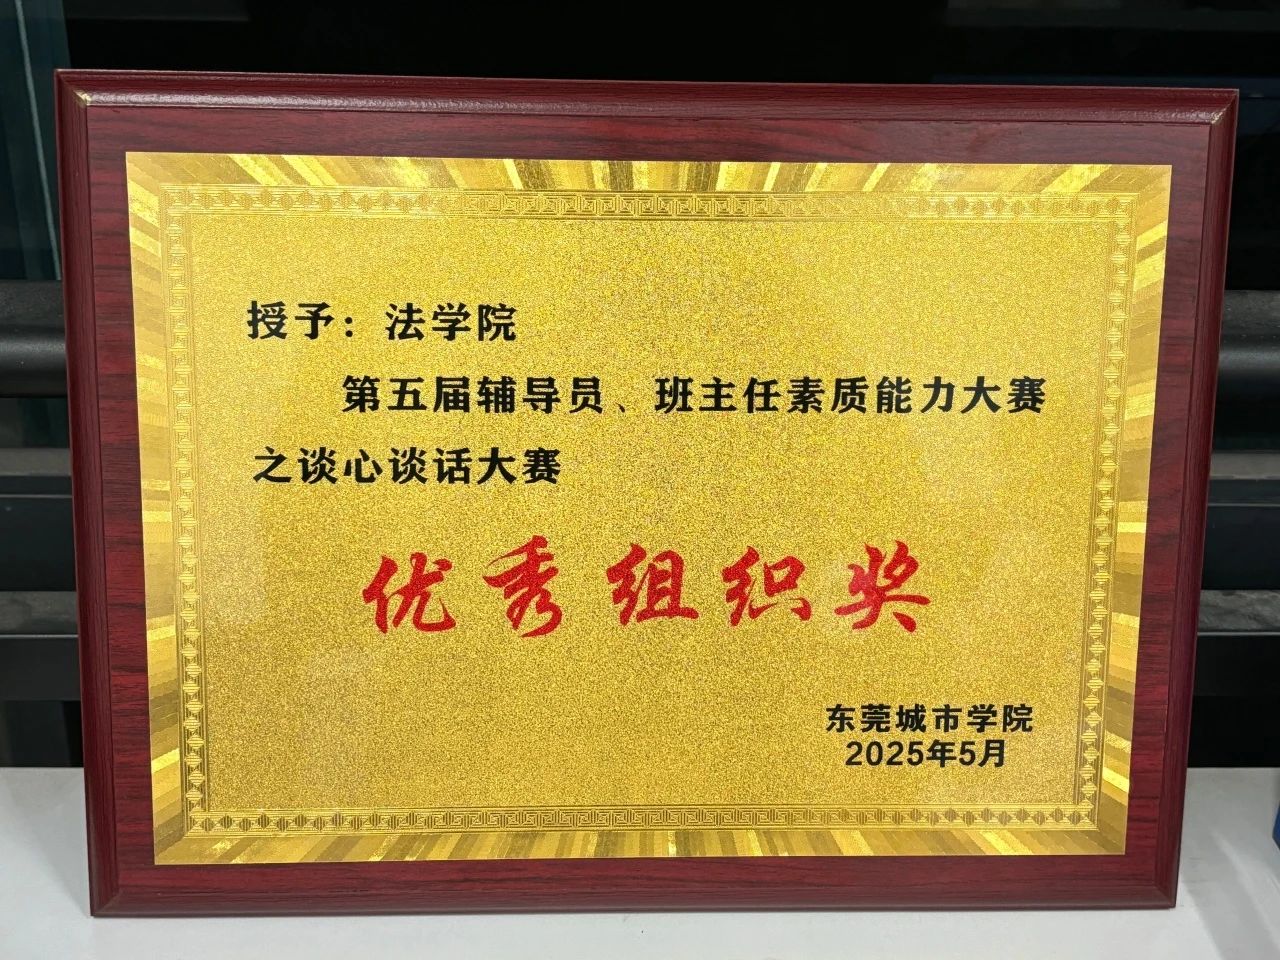 授予：法学院
第五届辅导员、班主任素质能力大赛
之谈心谈话大赛
优秀组织奖
东莞城市学院
2025年5月